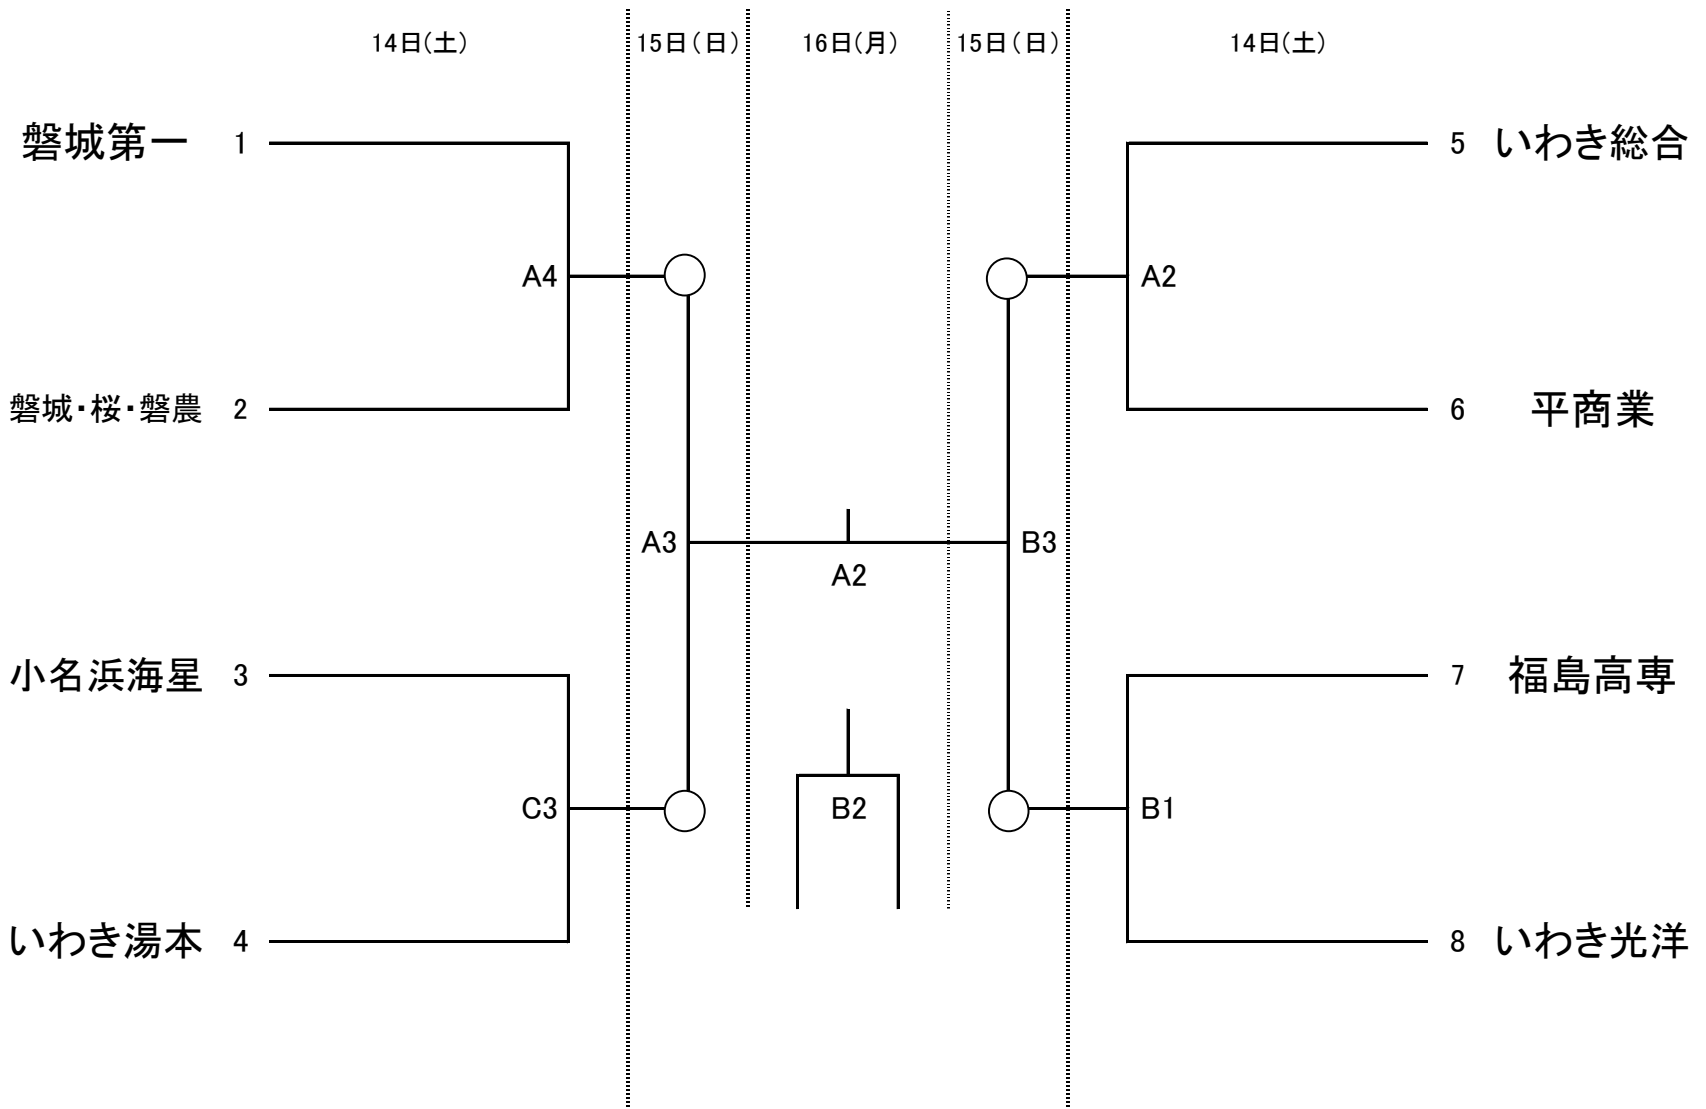 14日(土) 15日(日) 16日(月) 15日(日) 14日(土)
磐城第一 1 5 いわき総合
A4 A2
磐城・桜・磐農 2 6 平商業
A3 B3
A2
小名浜海星 3 7 福島高専
C3 B2 B1
いわき湯本 4 8 いわき光洋